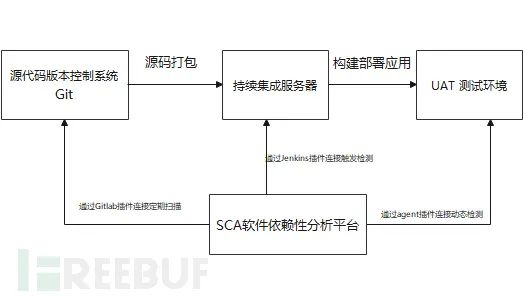 源代码版本控制系统
Git
源码打包
持续集成服务器
构建部署应用
UAT 测试环境
通过Jenkins插件连接触发检测
通过Gitlab插件连接定期扫描
通过agent插件连接动态检测
SCA软件依赖性分析平台
FREEBUF